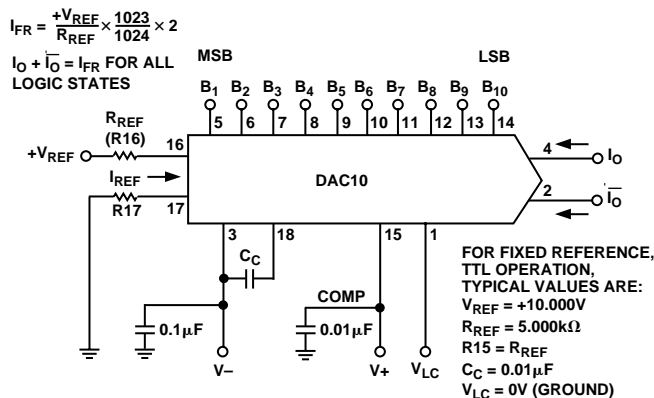 I_FR = +V_REF / R_REF × 1023 / 1024 × 2
I_O + I̅_O̅ = I_FR FOR ALL
LOGIC STATES
MSB
LSB
B1 B2 B3 B4 B5 B6 B7 B8 B9 B10
5 6 7 8 9 10 11 12 13 14
R_REF
(R16)
+V_REF
16
I_REF
R17
17
DAC10
4
I_O
2
I̅_O̅
3
18
15
1
C_C
COMP
0.1μF
0.01μF
V–
V+
V_LC
FOR FIXED REFERENCE,
TTL OPERATION,
TYPICAL VALUES ARE:
V_REF = +10.000V
R_REF = 5.000kΩ
R15 = R_REF
C_C = 0.01μF
V_LC = 0V (GROUND)